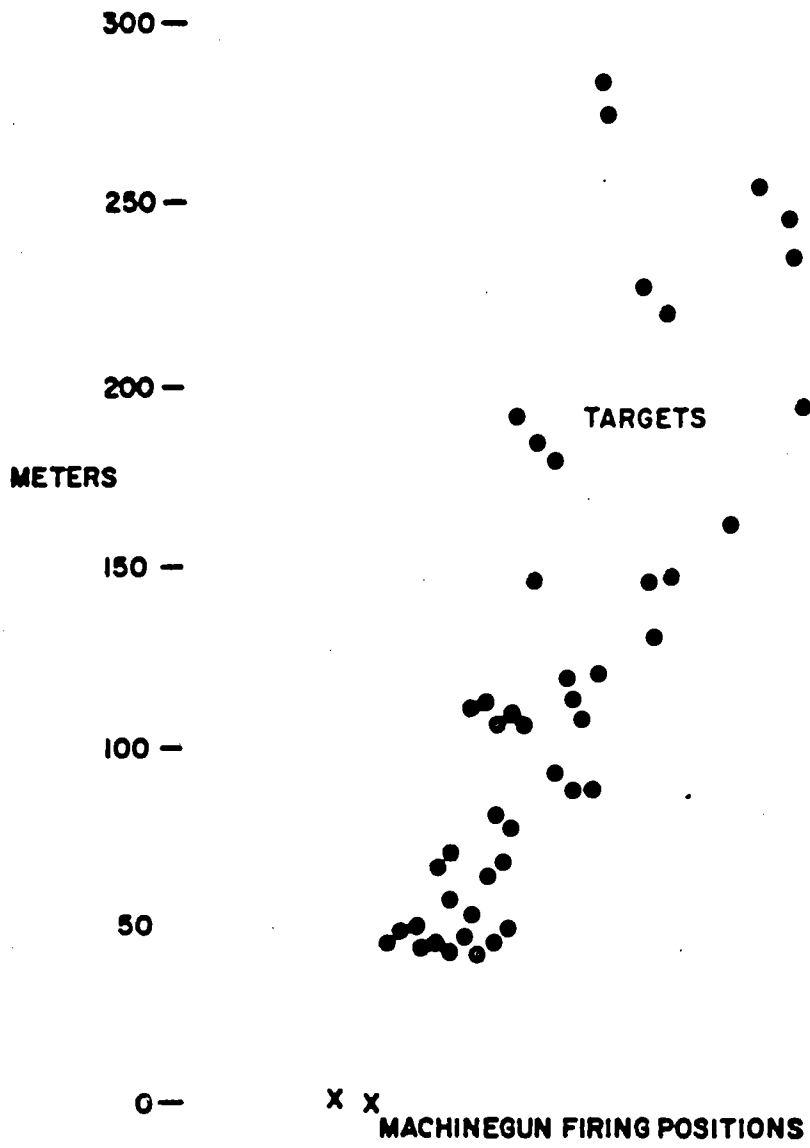 300 —
250 —
TARGETS
200 —
METERS
150 —
100 —
50 —
0 —
X X
MACHINEGUN FIRING POSITIONS